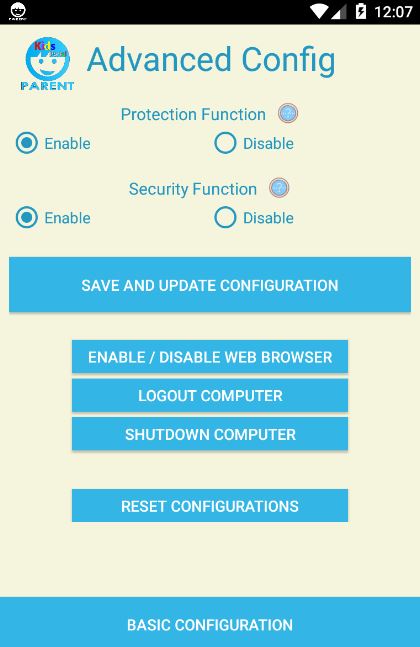 PARENT
12:07
Kids
PARENT
Advanced Config
Protection Function
Enable
Disable
Security Function
Enable
Disable
SAVE AND UPDATE CONFIGURATION
ENABLE / DISABLE WEB BROWSER
LOGOUT COMPUTER
SHUTDOWN COMPUTER
RESET CONFIGURATIONS
BASIC CONFIGURATION